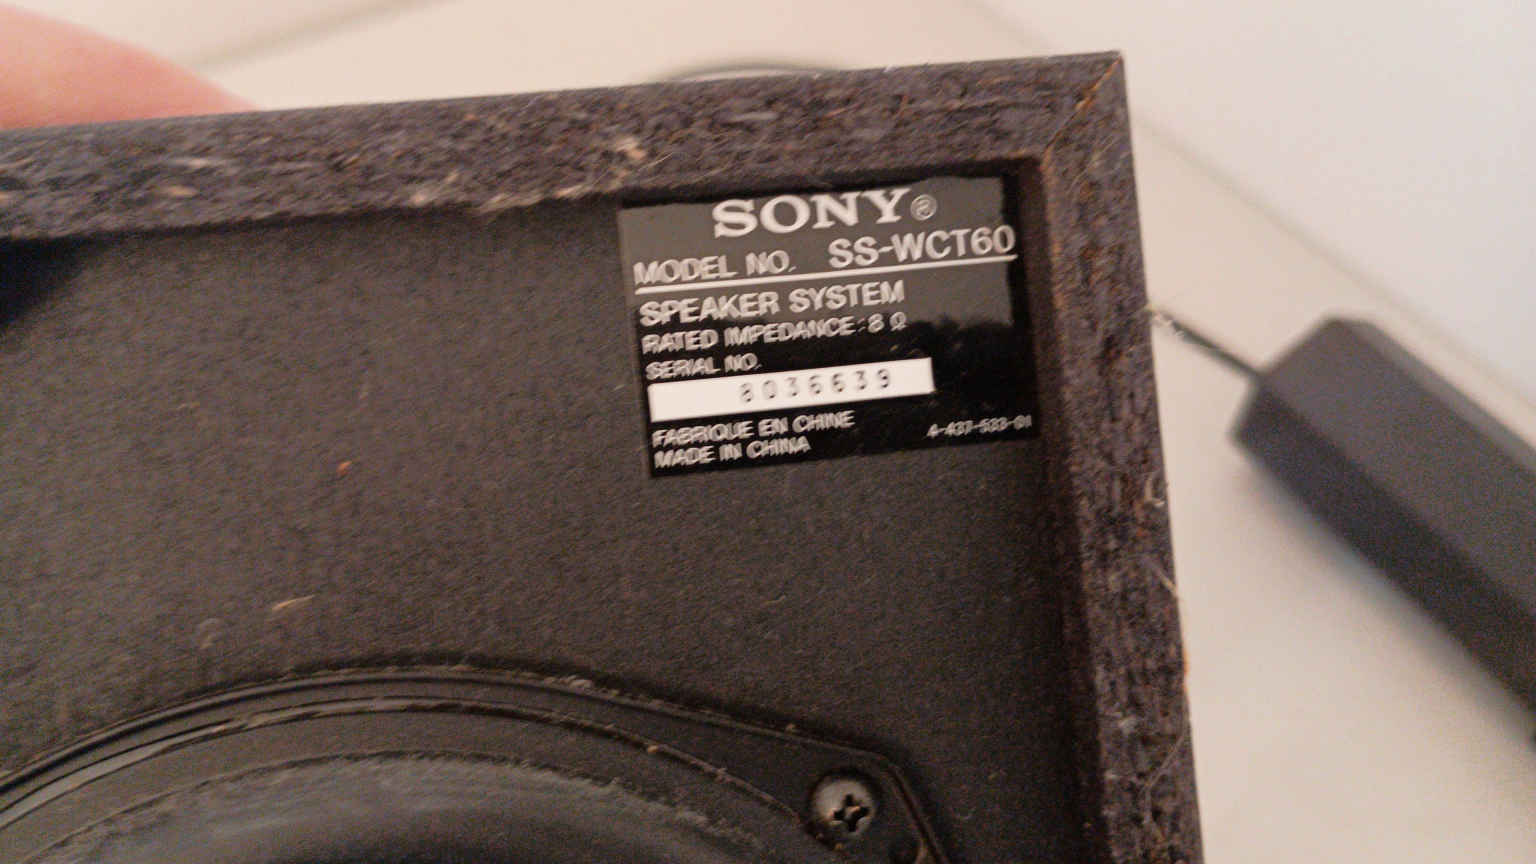 SONY®
MODEL NO. SS-WCT60
SPEAKER SYSTEM
RATED IMPEDANCE: 8 Ω
SERIAL NO.
8036639
FABRIQUE EN CHINE
MADE IN CHINA
4-437-533-01